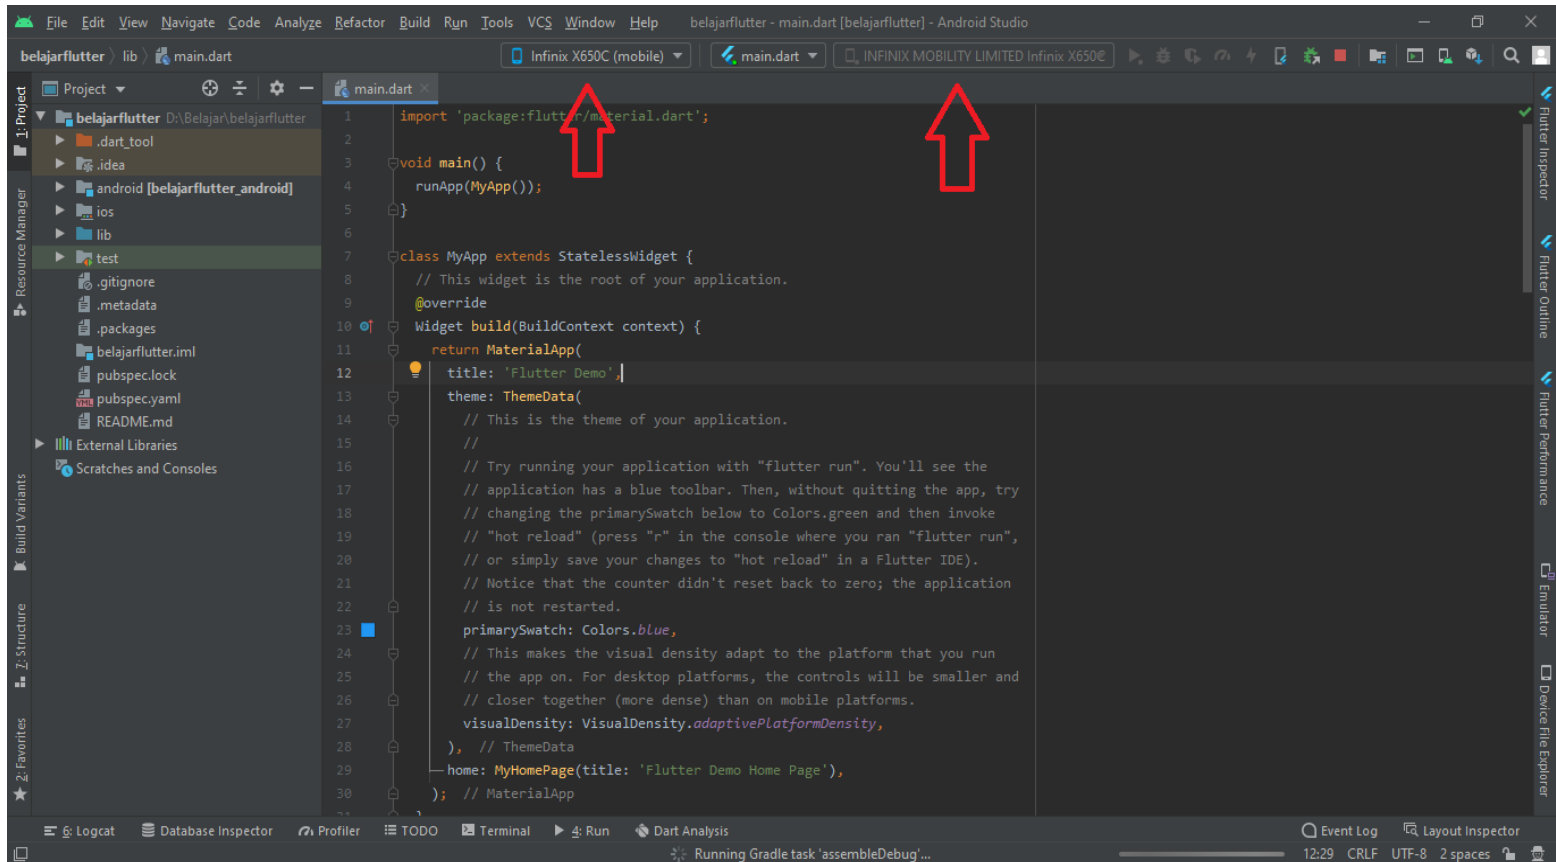 File Edit View Navigate Code Analyze Refactor Build Run Tools VCS Window Help belajarflutter - main.dart [belajarflutter] - Android Studio
belajarflutter lib main.dart Infinix X650C (mobile) main.dart INFINIX MOBILITY LIMITED Infinix X650C
1: Project
Resource Manager
Build Variants
7: Structure
2: Favorites
Project
belajarflutter D:\Belajar\belajarflutter
.dart_tool
.idea
android [belajarflutter_android]
ios
lib
test
.gitignore
.metadata
.packages
belajarflutter.iml
pubspec.lock
pubspec.yaml
README.md
External Libraries
Scratches and Consoles
main.dart
1 import 'package:flutter/material.dart';
2
3 void main() {
4 runApp(MyApp());
5 }
6
7 class MyApp extends StatelessWidget {
8 // This widget is the root of your application.
9 @override
10 Widget build(BuildContext context) {
11 return MaterialApp(
12 title: 'Flutter Demo',
13 theme: ThemeData(
14 // This is the theme of your application.
15 //
16 // Try running your application with "flutter run". You'll see the
17 // application has a blue toolbar. Then, without quitting the app, try
18 // changing the primarySwatch below to Colors.green and then invoke
19 // "hot reload" (press "r" in the console where you ran "flutter run",
20 // or simply save your changes to "hot reload" in a Flutter IDE).
21 // Notice that the counter didn't reset back to zero; the application
22 // is not restarted.
23 primarySwatch: Colors.blue,
24 // This makes the visual density adapt to the platform that you run
25 // the app on. For desktop platforms, the controls will be smaller and
26 // closer together (more dense) than on mobile platforms.
27 visualDensity: VisualDensity.adaptivePlatformDensity,
28 ), // ThemeData
29 home: MyHomePage(title: 'Flutter Demo Home Page'),
30 ); // MaterialApp
Flutter Inspector
Flutter Outline
Flutter Performance
Emulator
Device File Explorer
6: Logcat Database Inspector Profiler TODO Terminal 4: Run Dart Analysis Event Log Layout Inspector
Running Gradle task 'assembleDebug'... 12:29 CRLF UTF-8 2 spaces